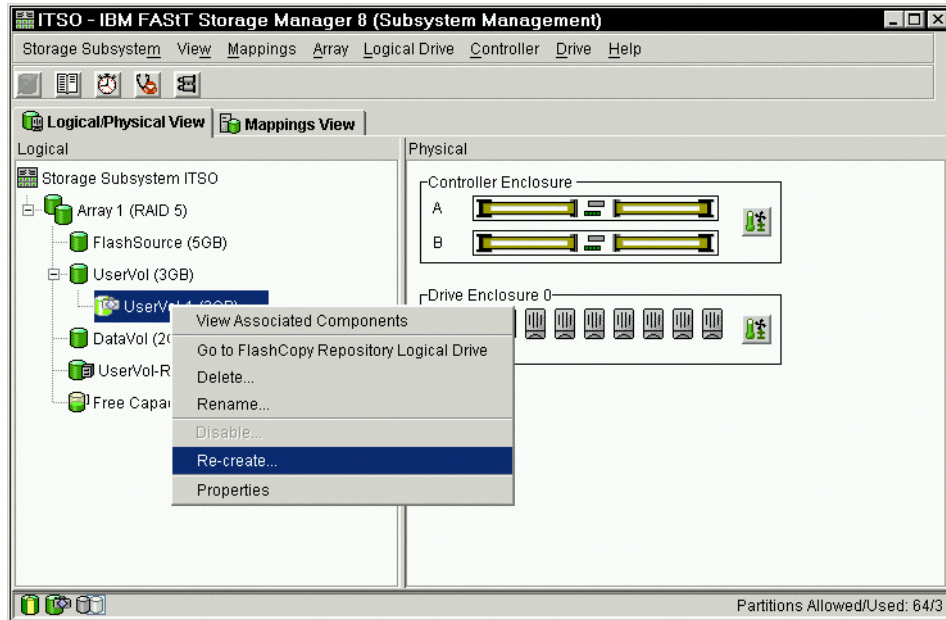 ITSO - IBM FAStT Storage Manager 8 (Subsystem Management)
Storage Subsystem View Mappings Array Logical Drive Controller Drive Help
Logical/Physical View Mappings View
Logical
Physical
Storage Subsystem ITSO
Array 1 (RAID 5)
FlashSource (5GB)
UserVol (3GB)
DataVol
UserVol-R
Free
View Associated Components
Go to FlashCopy Repository Logical Drive
Delete...
Rename...
Disable...
Re-create...
Properties
Controller Enclosure
A
B
Drive Enclosure 0
Partitions Allowed/Used: 64/3